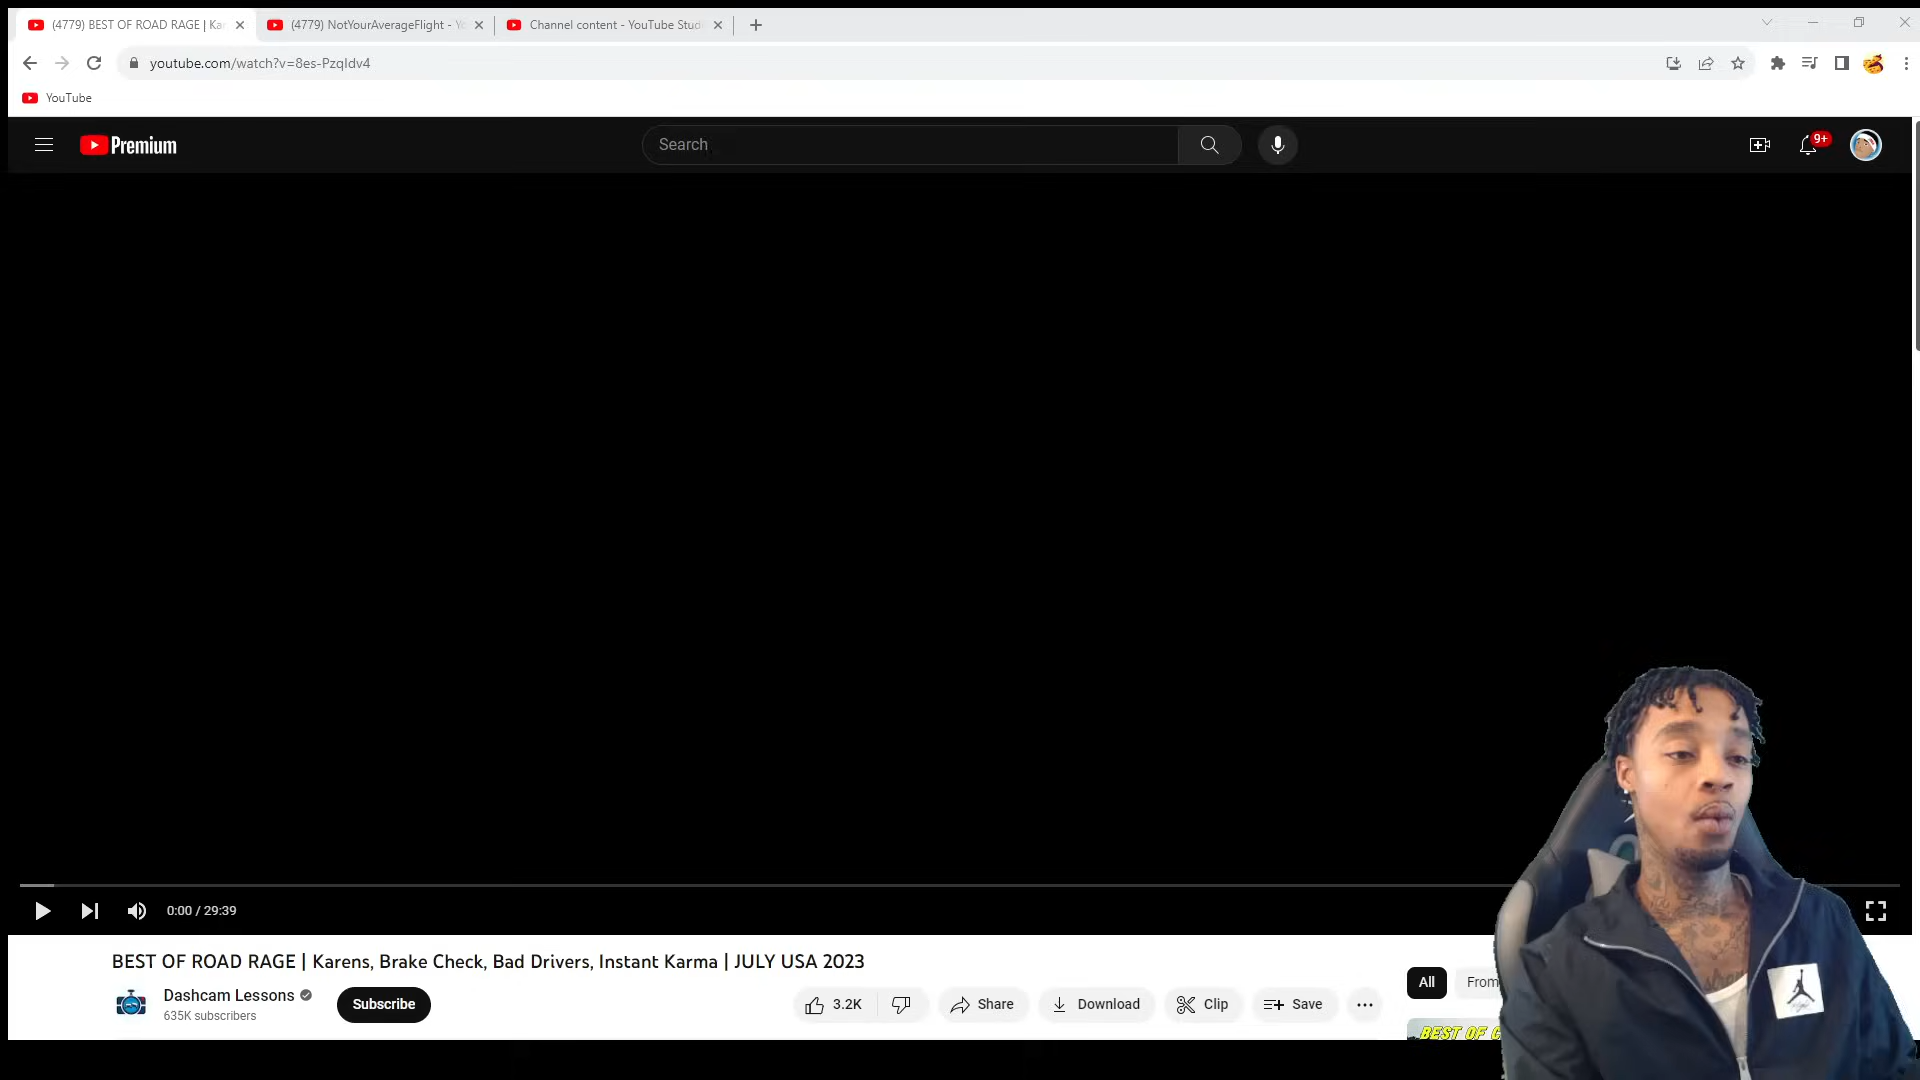 (4779) BEST OF ROAD RAGE | Ka
(4779) NotYourAverageFlight - Yo
Channel content - YouTube Stud
youtube.com/watch?v=8es-PzqIdv4
YouTube
Premium
Search
9+
0:00 / 29:39
BEST OF ROAD RAGE | Karens, Brake Check, Bad Drivers, Instant Karma | JULY USA 2023
Dashcam Lessons
635K subscribers
Subscribe
3.2K
Share
Download
Clip
Save
All
From
BEST OF C